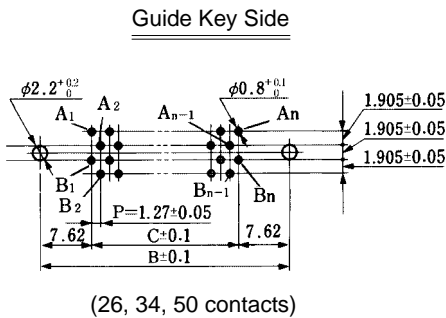 Guide Key Side
φ2.2 +0.2 0
φ0.8 +0.1 0
A1 A2 An-1 An
1.905±0.05
1.905±0.05
1.905±0.05
B1 B2 Bn-1 Bn
P=1.27±0.05
7.62 C±0.1 7.62
B±0.1
(26, 34, 50 contacts)